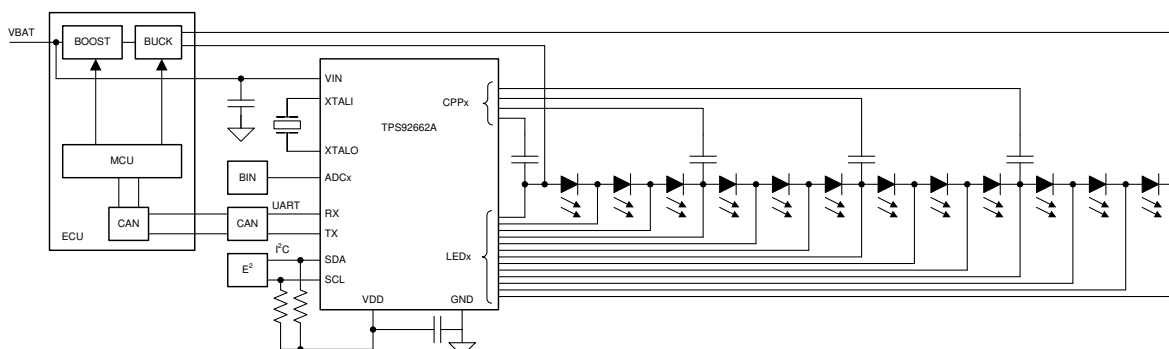 VBAT
BOOST
BUCK
VIN
XTALI
CPPx
TPS92662A
XTALO
MCU
BIN
ADCx
UART
RX
CAN
CAN
TX
ECU
I²C
LEDx
E²
SDA
SCL
VDD
GND